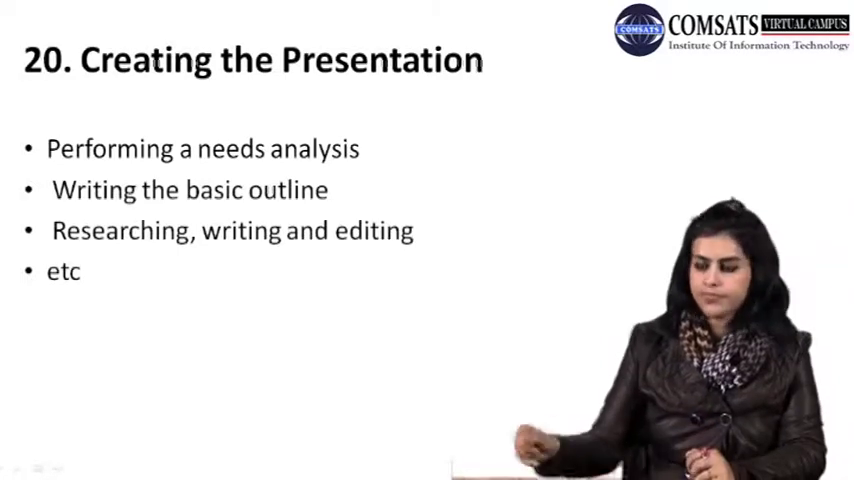 COMSATS VIRTUAL CAMPUS
COMSATS
Institute Of Information Technology
20. Creating the Presentation
• Performing a needs analysis
• Writing the basic outline
• Researching, writing and editing
• etc